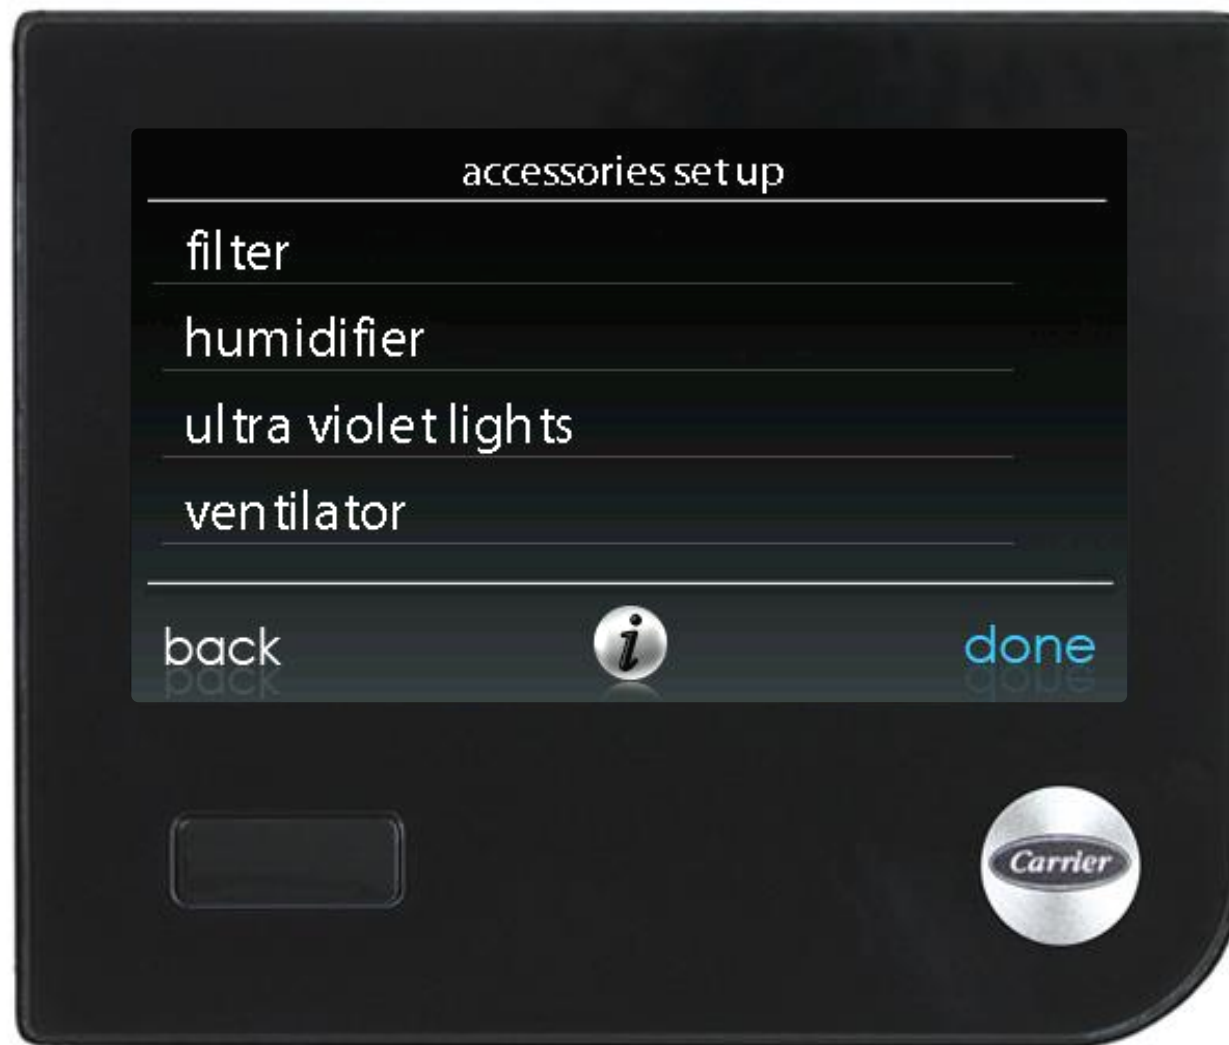 accessories set up
filter
humidifier
ultra violet lights
ventilator
back
i
done
Carrier